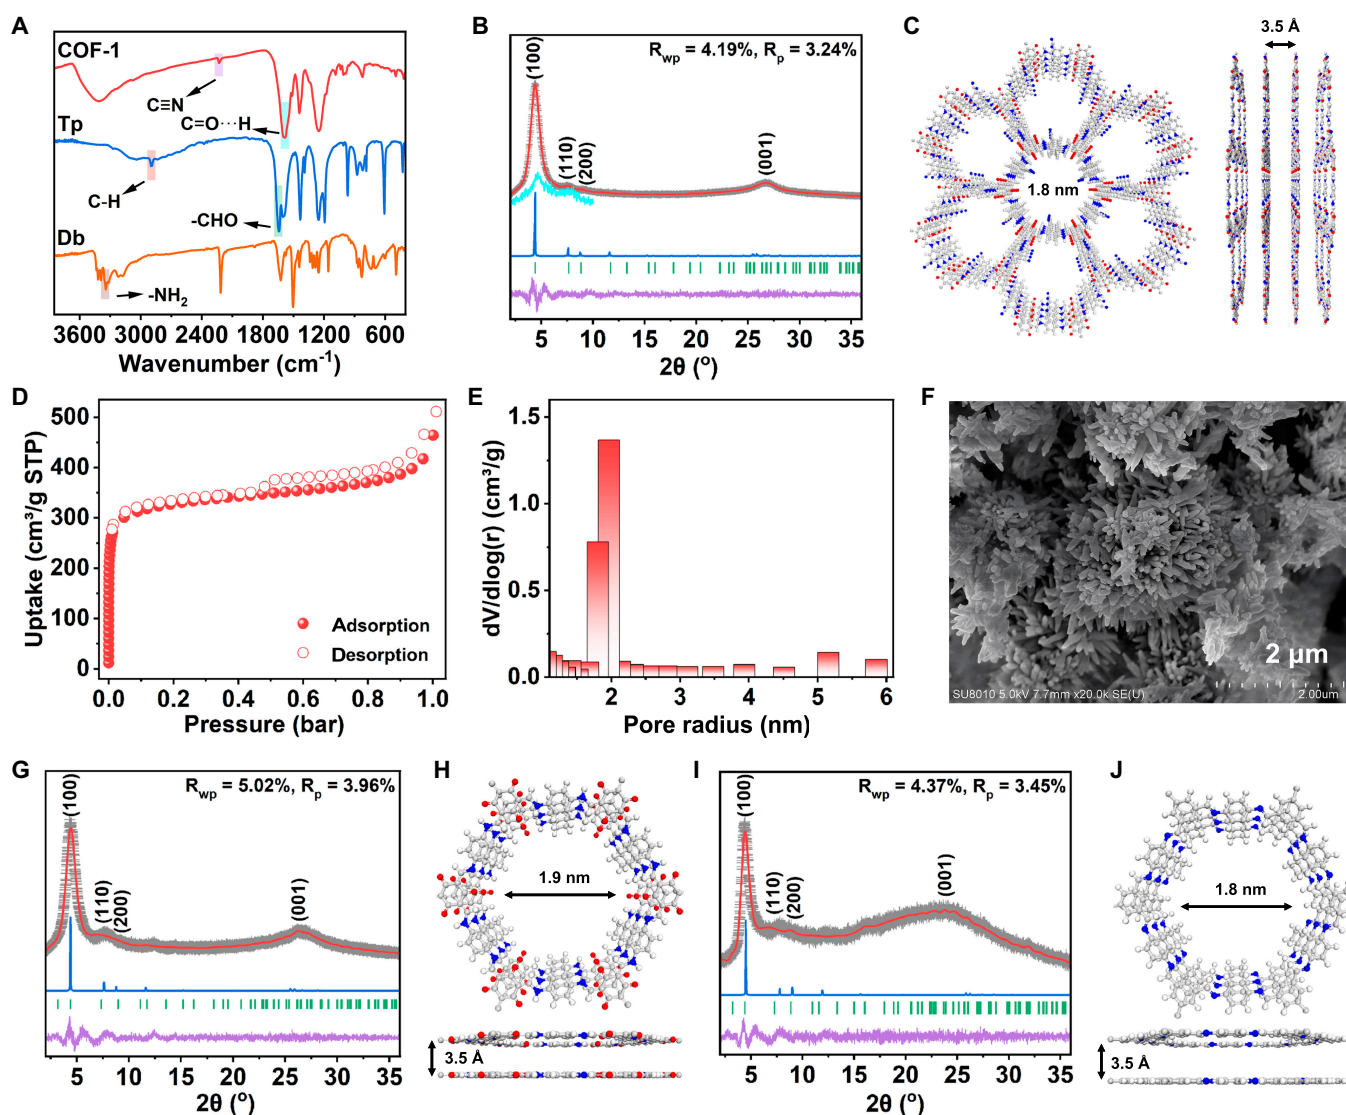 A
COF-1
C≡N
C=O···H
Tp
C-H
-CHO
Db
-NH₂
3600 3000 2400 1800 1200 600
Wavenumber (cm⁻¹)
B
R_wp = 4.19%, R_p = 3.24%
(100)
(110)
(200)
(001)
5 10 15 20 25 30 35
2θ (°)
C
3.5 Å
1.8 nm
D
500
400
300
200
100
0
Uptake (cm³/g STP)
Adsorption
Desorption
0.0 0.2 0.4 0.6 0.8 1.0
Pressure (bar)
E
1.5
1.0
0.5
0.0
dV/dlog(r) (cm³/g)
2 3 4 5 6
Pore radius (nm)
F
2 μm
SU8010 5.0kV 7.7mm x20.0k SE(U)
2.00um
G
R_wp = 5.02%, R_p = 3.96%
(100)
(110)
(200)
(001)
5 10 15 20 25 30 35
2θ (°)
H
1.9 nm
3.5 Å
I
R_wp = 4.37%, R_p = 3.45%
(100)
(110)
(200)
(001)
5 10 15 20 25 30 35
2θ (°)
J
1.8 nm
3.5 Å